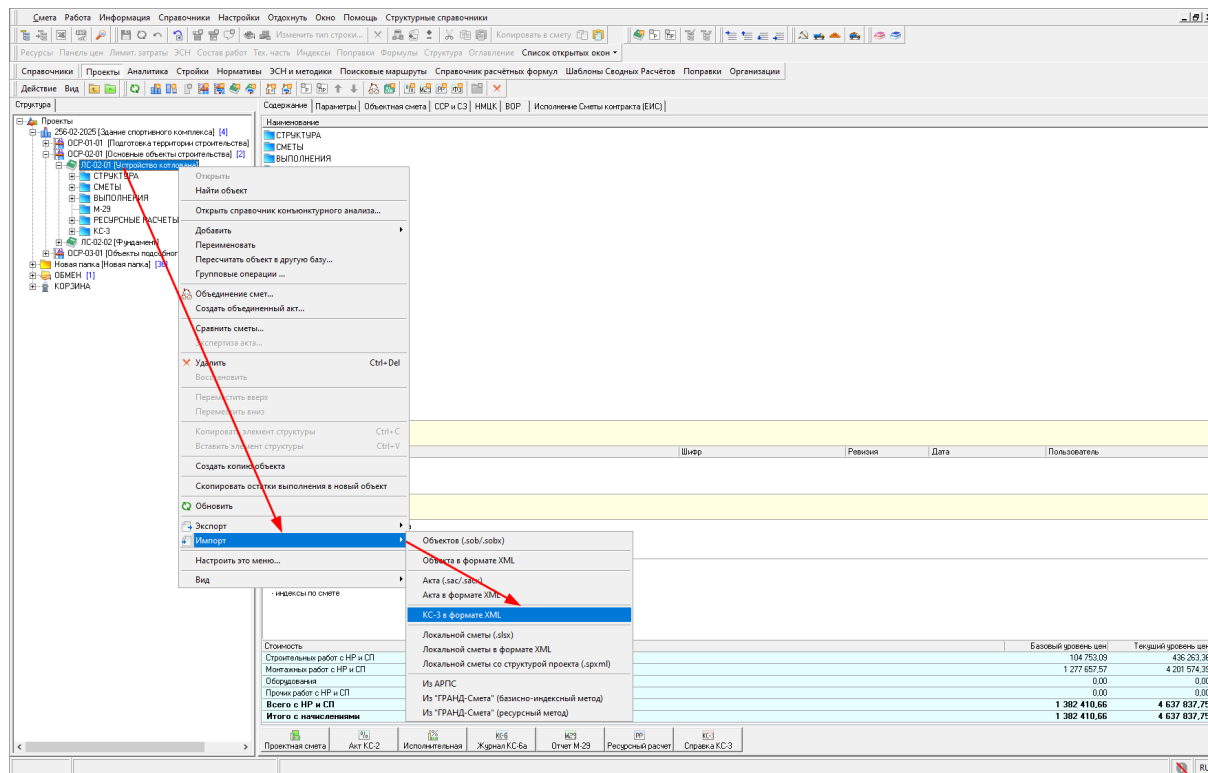 Смета Работа Информация Справочники Настройки Отдохнуть Окно Помощь Структурные справочники
Изменить тип строки... Копировать в смету
Ресурсы Панель цен Лимит. затраты ЭСН Состав работ Тех. часть Индексы Поправки Формулы Структура Оглавление Список открытых окон
Справочники Проекты Аналитика Стройки Нормативы ЭСН и методики Поисковые маршруты Справочник расчётных формул Шаблоны Сводных Расчётов Поправки Организации
Действие Вид
Структура
Содержание Параметры Объектная смета ССР и СЗ НМЦК ВОР Исполнение Сметы контракта (ЕИС)
Проекты
256-02-2025 [Здание спортивного комплекса] [4]
ОСР-01-01 [Подготовка территории строительства]
ОСР-02-01 [Основные объекты строительства] [2]
ЛС-02-01 [Устройство котлована]
СТРУКТУРА
СМЕТЫ
ВЫПОЛНЕНИЯ
М-29
РЕСУРСНЫЕ РАСЧЕТЫ
КС-3
ЛС-02-02 [Фундамент]
ОСР-03-01 [Объекты подсобног
Новая папка [Новая папка] [36]
ОБМЕН [1]
КОРЗИНА
Наименование
СТРУКТУРА
СМЕТЫ
ВЫПОЛНЕНИЯ
Открыть
Найти объект
Открыть справочник конъюнктурного анализа...
Добавить
Переименовать
Пересчитать объект в другую базу...
Групповые операции ...
Объединение смет...
Создать объединенный акт...
Сравнить сметы...
Экспертиза акта...
Удалить Ctrl+Del
Восстановить
Переместить вверх
Переместить вниз
Копировать элемент структуры Ctrl+C
Вставить элемент структуры Ctrl+V
Создать копию объекта
Скопировать остатки выполнения в новый объект
Обновить
Экспорт
Импорт
Настроить это меню...
Вид
Шифр Ревизия Дата Пользователь
Объектов (.sob/.sobx)
Объекта в формате XML
Акта (.sac/.sacx)
Акта в формате XML
КС-3 в формате XML
Локальной сметы (.slsx)
Локальной сметы в формате XML
Локальной сметы со структурой проекта (.spxml)
Из АРПС
Из "ГРАНД-Смета" (базисно-индексный метод)
Из "ГРАНД-Смета" (ресурсный метод)
- индексы по смете
Стоимость Базовый уровень цен Текущий уровень цен
Строительных работ с НР и СП 104 753,09 436 263,36
Монтажных работ с НР и СП 1 277 657,57 4 201 574,39
Оборудования 0,00 0,00
Прочих работ с НР и СП 0,00 0,00
Всего с НР и СП 1 382 410,66 4 637 837,75
Итого с начислениями 1 382 410,66 4 637 837,75
Проектная смета Акт КС-2 Исполнительная Журнал КС-6а Отчет М-29 Ресурсный расчет Справка КС-3
RU